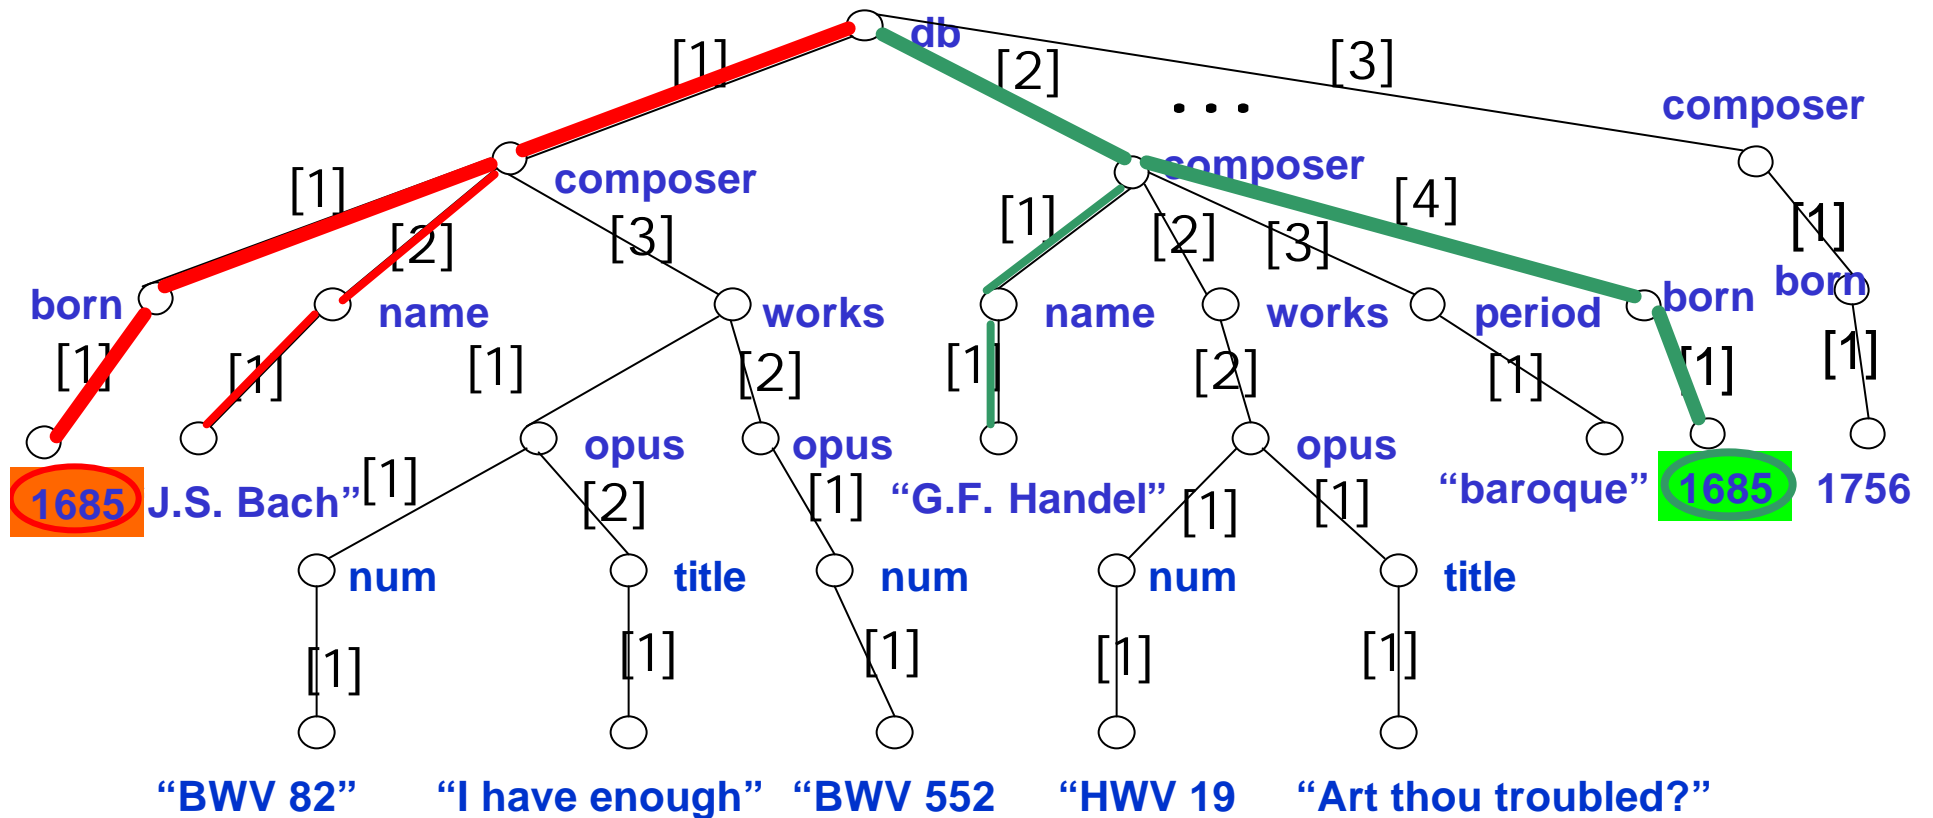 db
[1] [2] [3]
. . .
composer
composer composer
[1] [2] [3] [1] [2] [3] [4] [1]
born name works name works period born born
[1] [1] [1] [2] [1] [2] [1] [1] [1]
opus opus opus
1685 J.S. Bach” “G.F. Handel” “baroque” 1685 1756
[1] [2] [1] [1] [1]
num title num num title
[1] [1] [1] [1] [1]
“BWV 82” “I have enough” “BWV 552 “HWV 19 “Art thou troubled?”